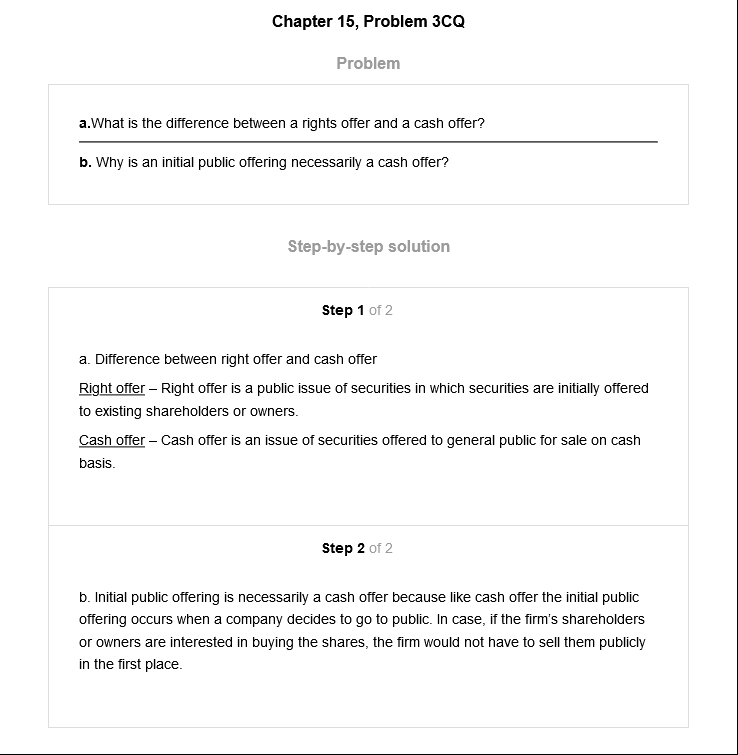 Chapter 15, Problem 3CQ
Problem
a.What is the difference between a rights offer and a cash offer?
b. Why is an initial public offering necessarily a cash offer?
Step-by-step solution
Step 1 of 2
a. Difference between right offer and cash offer
Right offer – Right offer is a public issue of securities in which securities are initially offered
to existing shareholders or owners.
Cash offer – Cash offer is an issue of securities offered to general public for sale on cash
basis.
Step 2 of 2
b. Initial public offering is necessarily a cash offer because like cash offer the initial public
offering occurs when a company decides to go to public. In case, if the firm's shareholders
or owners are interested in buying the shares, the firm would not have to sell them publicly
in the first place.